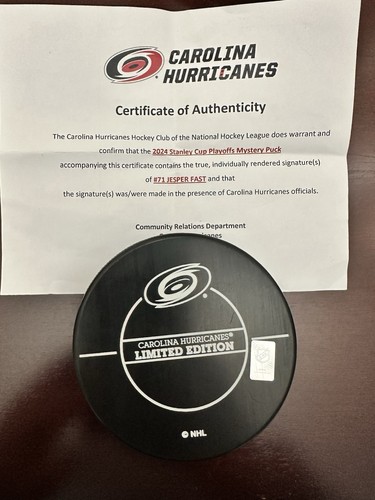 CAROLINA
HURRICANES
Certificate of Authenticity
The Carolina Hurricanes Hockey Club of the National Hockey League does warrant and
confirm that the 2024 Stanley Cup Playoffs Mystery Puck
accompanying this certificate contains the true, individually rendered signature(s)
of #71 JESPER FAST and that
the signature(s) was/were made in the presence of Carolina Hurricanes officials.
Community Relations Department
CAROLINA HURRICANES®
LIMITED EDITION
© NHL